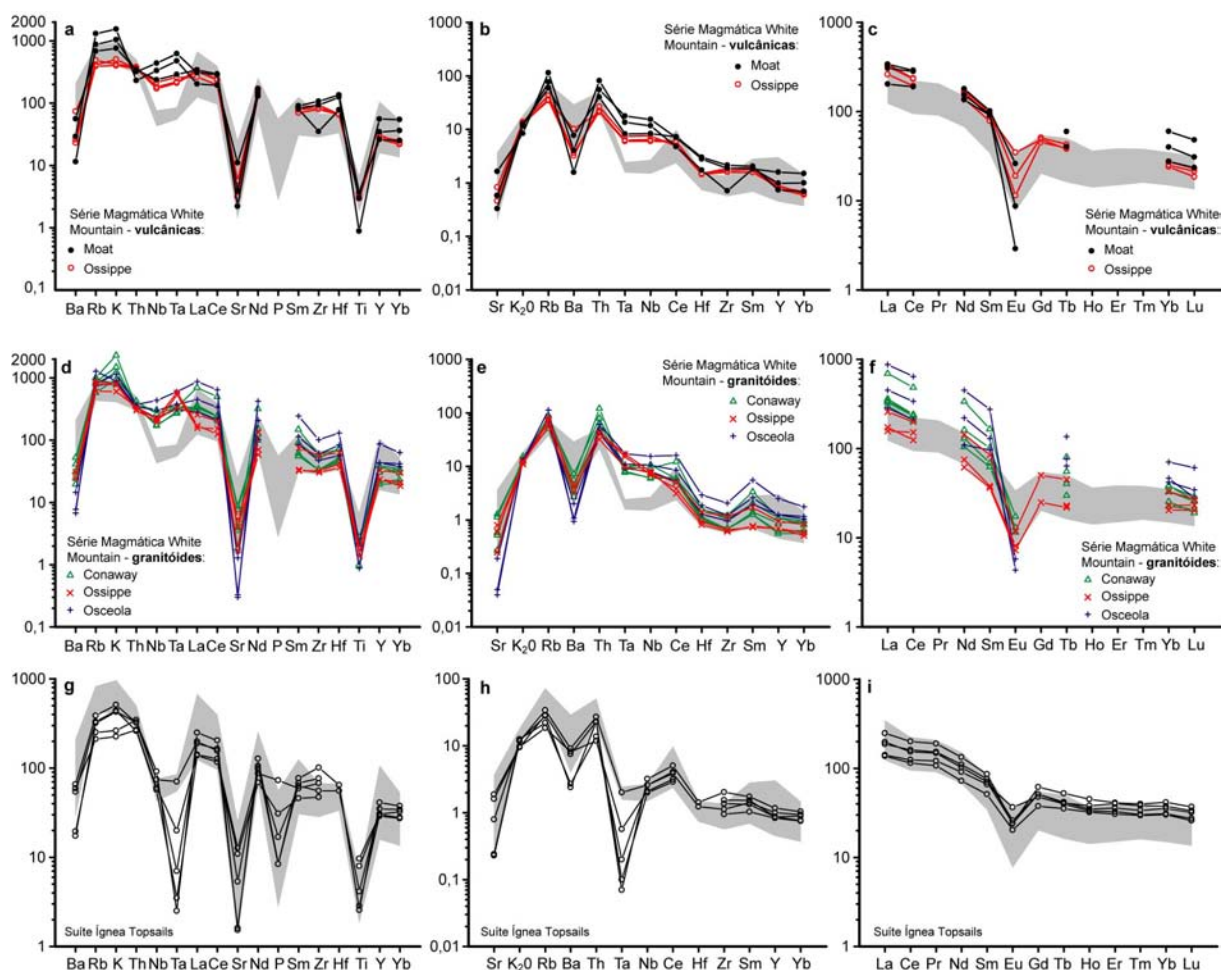 a
2000
1000
100
10
1
0,1
Série Magmática White
Mountain - vulcânicas:
Moat
Ossippe
Ba Rb K Th Nb Ta La Ce Sr Nd P Sm Zr Hf Ti Y Yb
b
1000
100
10
1
0,1
0,01
Série Magmática White
Mountain - vulcânicas:
Moat
Ossippe
Sr K20 Rb Ba Th Ta Nb Ce Hf Zr Sm Y Yb
c
1000
100
10
1
Série Magmática White
Mountain - vulcânicas:
Moat
Ossippe
La Ce Pr Nd Sm Eu Gd Tb Ho Er Tm Yb Lu
d
2000
1000
100
10
1
0,1
Série Magmática White
Mountain - granitóides:
Conaway
Ossippe
Osceola
Ba Rb K Th Nb Ta La Ce Sr Nd P Sm Zr Hf Ti Y Yb
e
1000
100
10
1
0,1
0,01
Série Magmática White
Mountain - granitóides:
Conaway
Ossippe
Osceola
Sr K20 Rb Ba Th Ta Nb Ce Hf Zr Sm Y Yb
f
1000
100
10
1
Série Magmática White
Mountain - granitóides:
Conaway
Ossippe
Osceola
La Ce Pr Nd Sm Eu Gd Tb Ho Er Tm Yb Lu
g
1000
100
10
1
Suíte Ígnea Topsails
Ba Rb K Th Nb Ta La Ce Sr Nd P Sm Zr Hf Ti Y Yb
h
100
10
1
0,1
0,01
Suíte Ígnea Topsails
Sr K20 Rb Ba Th Ta Nb Ce Hf Zr Sm Y Yb
i
1000
100
10
1
Suíte Ígnea Topsails
La Ce Pr Nd Sm Eu Gd Tb Ho Er Tm Yb Lu